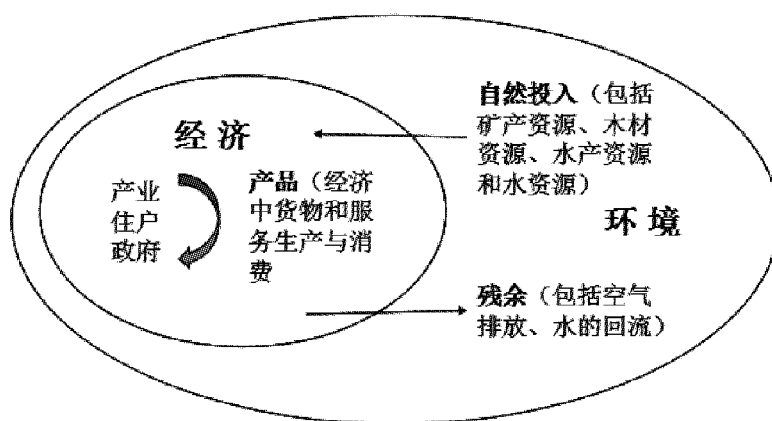 经 济
产业
住户
政府
产品（经济
中货物和服
务生产与消
费
自然投入（包括
矿产资源、木材
资源、水产资源
和水资源）
环 境
残余（包括空气
排放、水的回流）